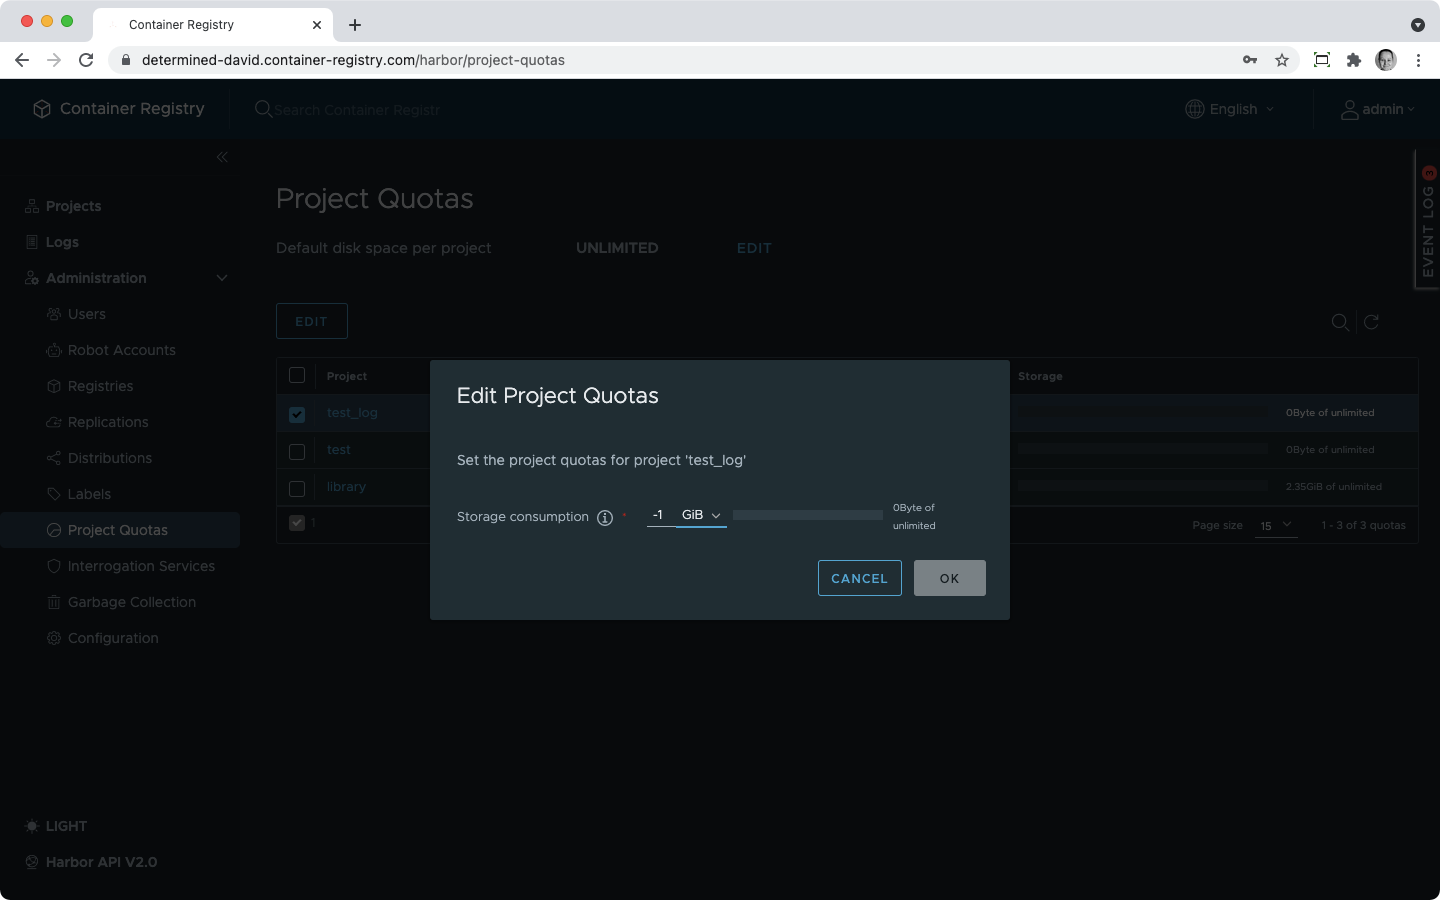 Container Registry
determined-david.container-registry.com/harbor/project-quotas
Container Registry
Search Container Registr
English
admin
Projects
Logs
Administration
Users
Robot Accounts
Registries
Replications
Distributions
Labels
Project Quotas
Interrogation Services
Garbage Collection
Configuration
LIGHT
Harbor API V2.0
EVENT LOG 3
Project Quotas
Default disk space per project UNLIMITED EDIT
EDIT
Project Storage
test_log 0Byte of unlimited
test 0Byte of unlimited
library 2.35GiB of unlimited
1 Page size 15 1 - 3 of 3 quotas
Edit Project Quotas
Set the project quotas for project 'test_log'
Storage consumption * -1 GiB 0Byte of
unlimited
CANCEL OK